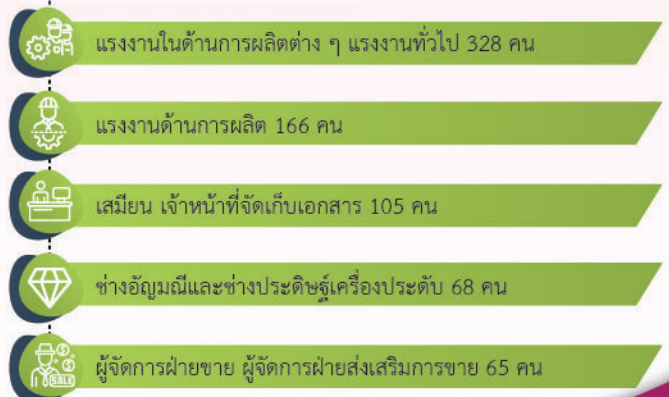 แรงงานในด้านการผลิตต่าง ๆ แรงงานทั่วไป 328 คน
แรงงานด้านการผลิต 166 คน
เสมียน เจ้าหน้าที่จัดเก็บเอกสาร 105 คน
ช่างอัญมณีและช่างประดิษฐ์เครื่องประดับ 68 คน
ผู้จัดการฝ่ายขาย ผู้จัดการฝ่ายส่งเสริมการขาย 65 คน
SALE